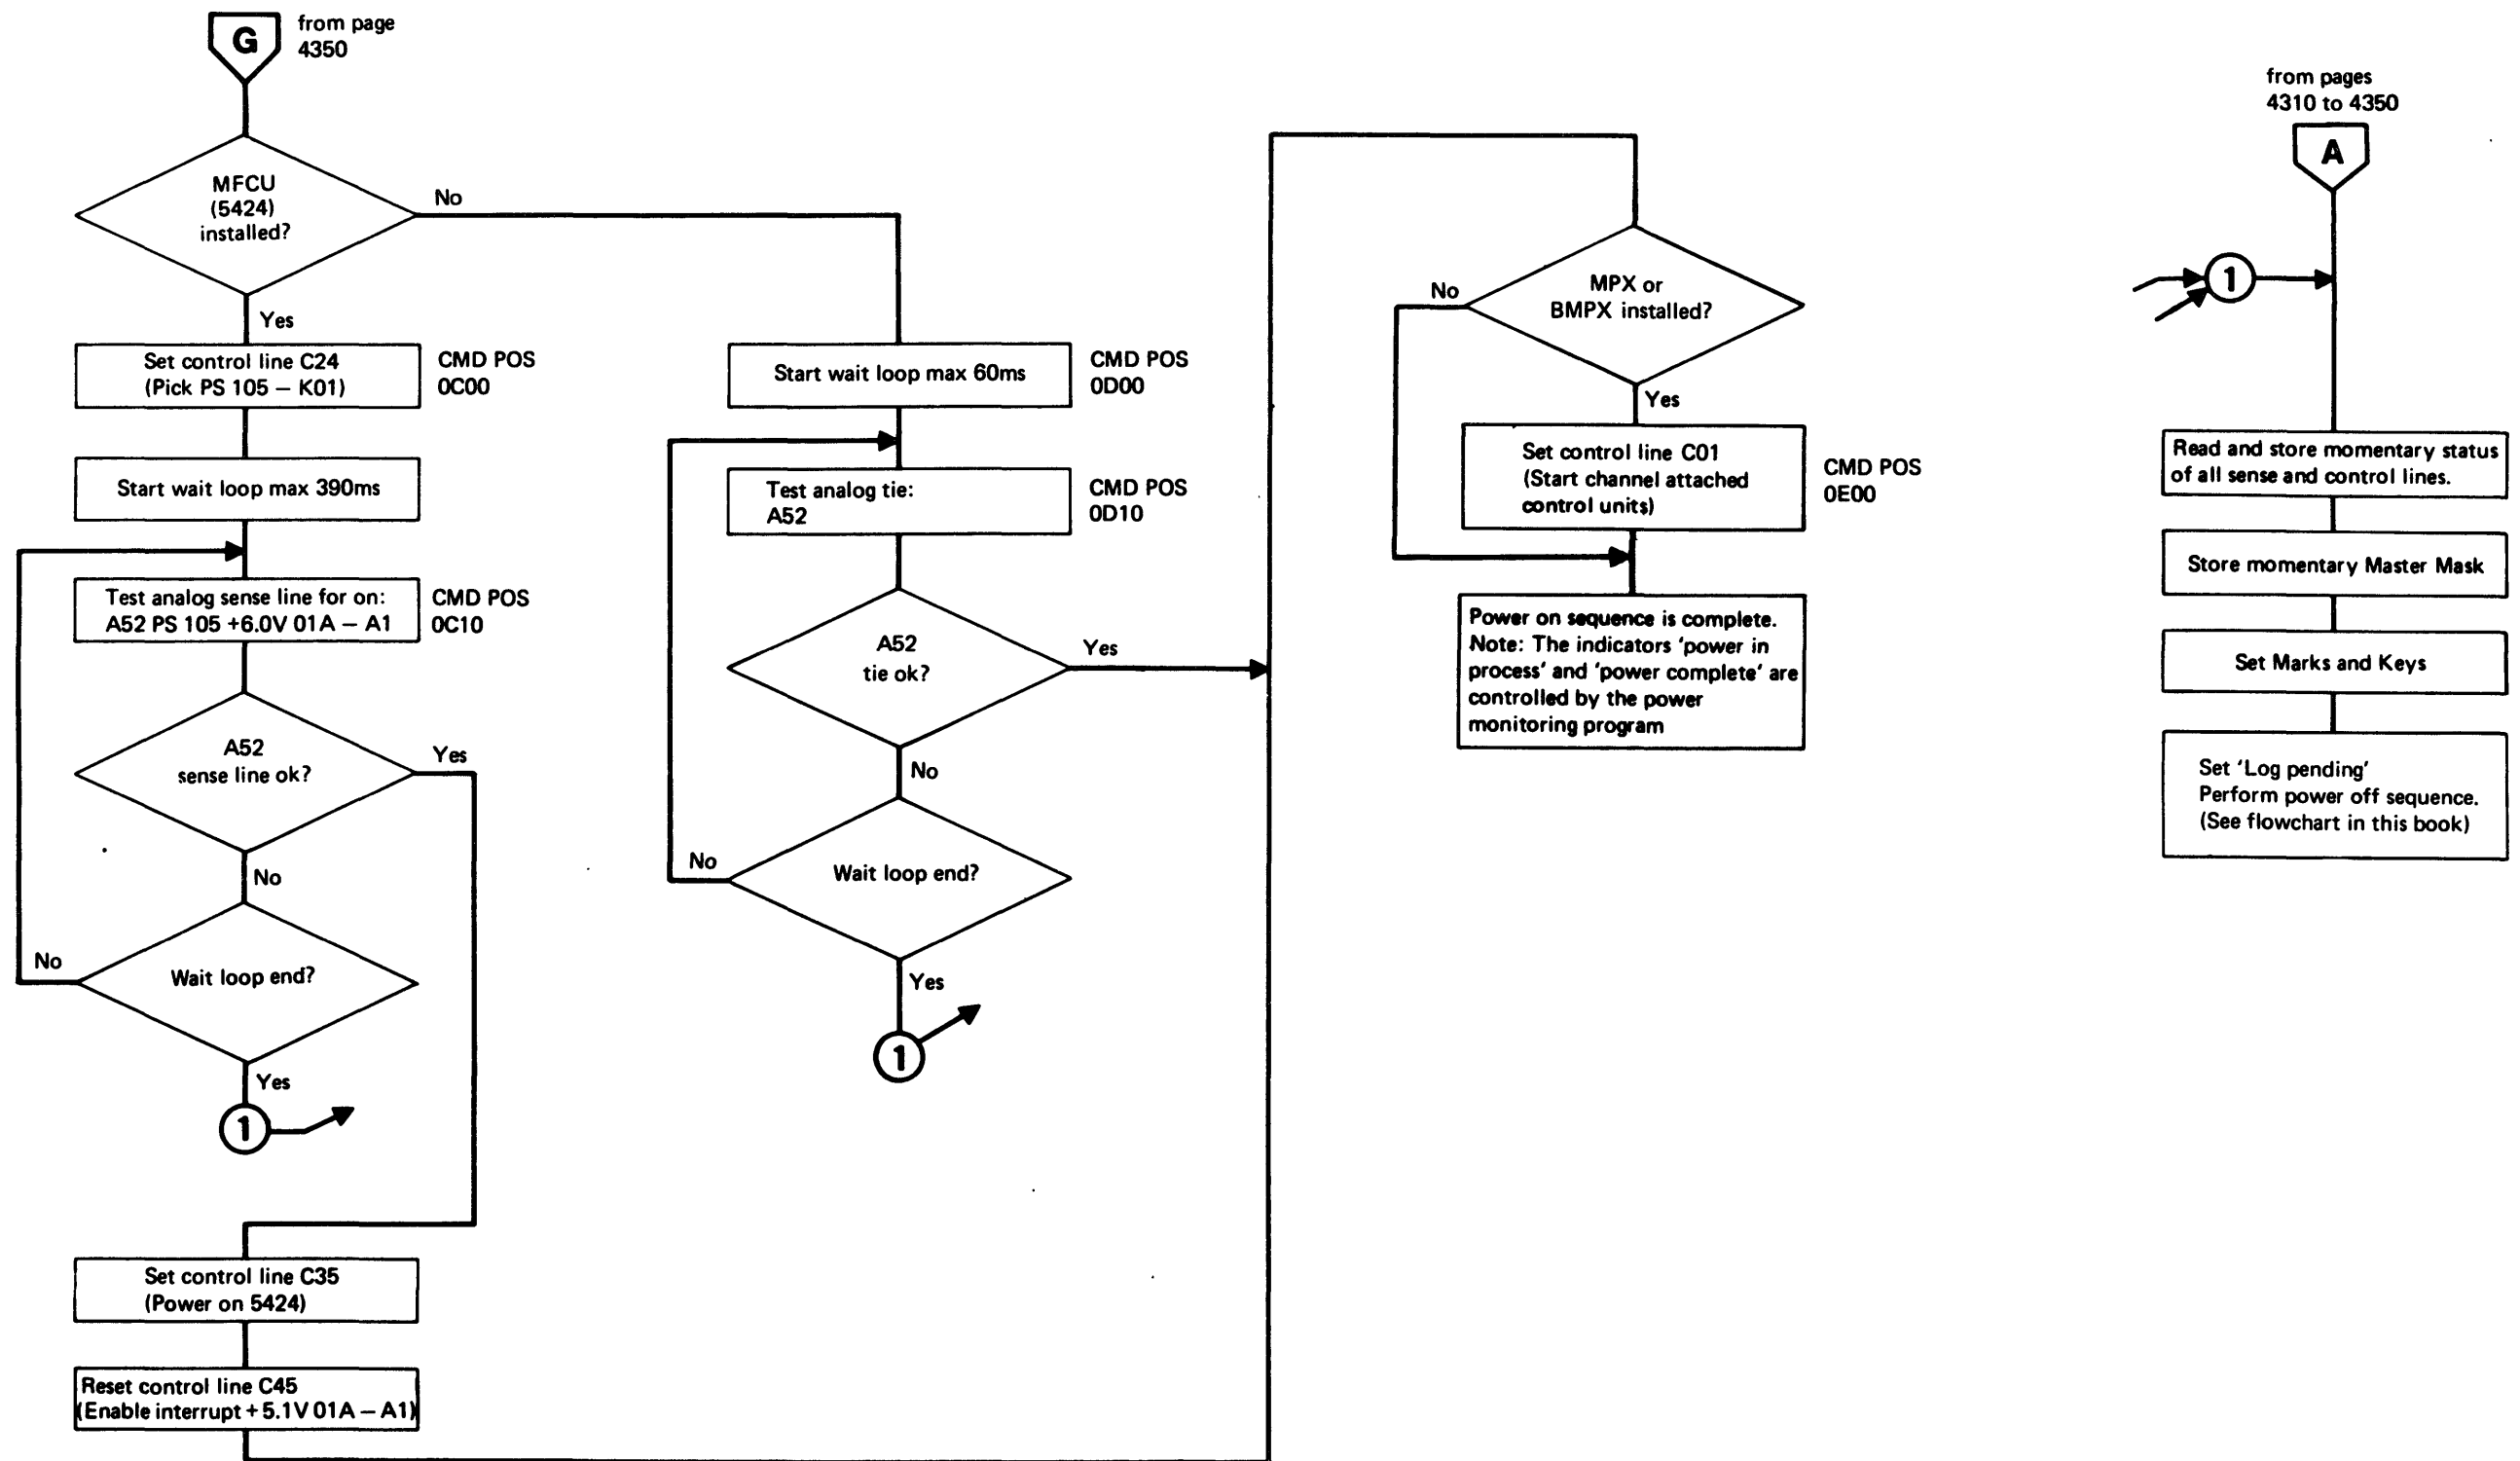 G
from page
4350
MFCU
(5424)
installed?
No
Yes
Set control line C24
(Pick PS 105 – K01)
CMD POS
0C00
Start wait loop max 390ms
Test analog sense line for on:
A52 PS 105 +6.0V 01A – A1
CMD POS
0C10
A52
sense line ok?
Yes
No
Wait loop end?
No
Yes
1
Set control line C35
(Power on 5424)
Reset control line C45
(Enable interrupt + 5.1V 01A – A1)
Start wait loop max 60ms
CMD POS
0D00
Test analog tie:
A52
CMD POS
0D10
A52
tie ok?
Yes
No
Wait loop end?
No
Yes
1
MPX or
BMPX installed?
No
Yes
Set control line C01
(Start channel attached
control units)
CMD POS
0E00
Power on sequence is complete.
Note: The indicators 'power in
process' and 'power complete' are
controlled by the power
monitoring program
from pages
4310 to 4350
A
1
Read and store momentary status
of all sense and control lines.
Store momentary Master Mask
Set Marks and Keys
Set 'Log pending'
Perform power off sequence.
(See flowchart in this book)